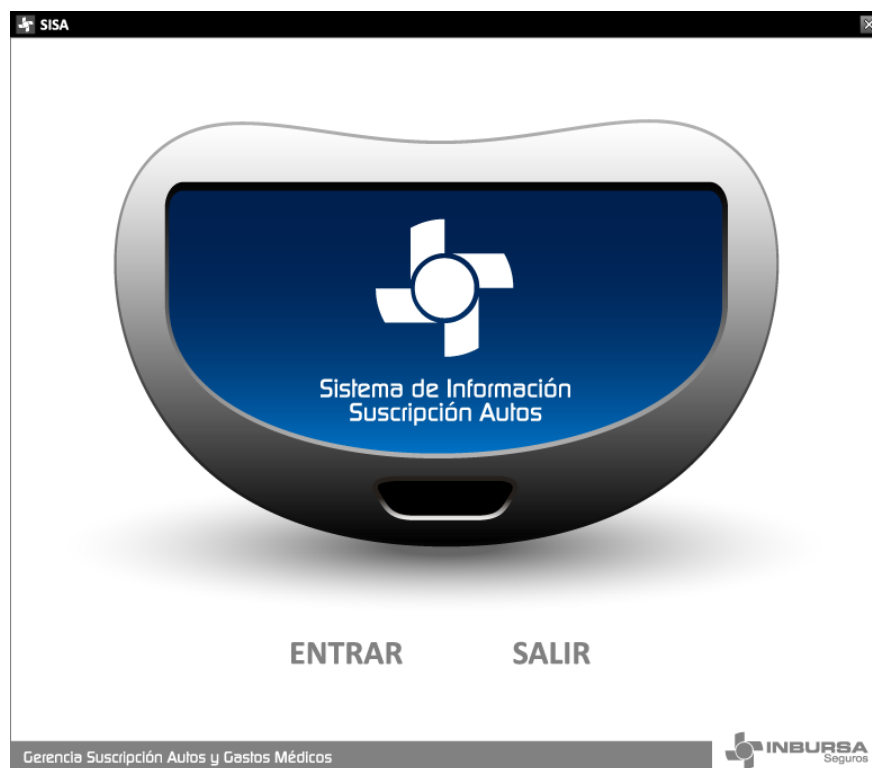 SISA
Sistema de Información
Suscripción Autos
ENTRAR
SALIR
Gerencia Suscripción Autos y Gastos Médicos
INBURSA
Seguros